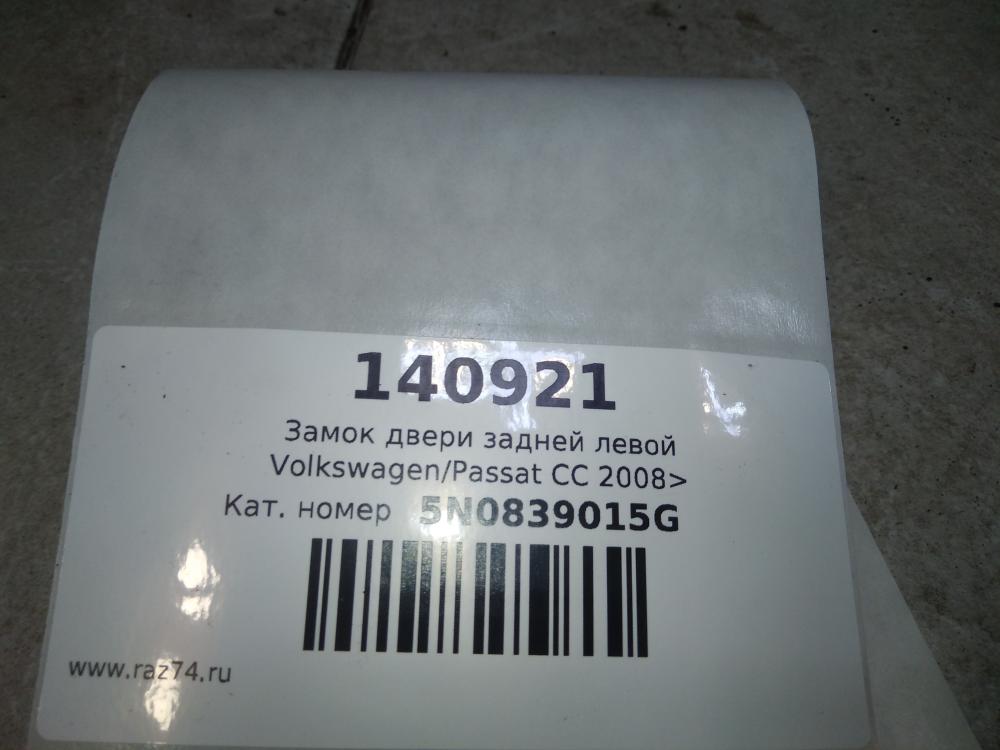 140921
Замок двери задней левой
Volkswagen/Passat CC 2008>
Кат. номер 5N0839015G
www.raz74.ru